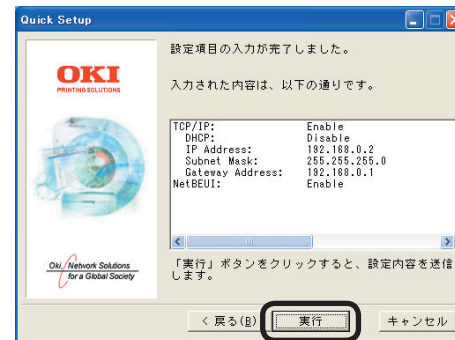 Quick Setup
OKI
PRINTING SOLUTIONS
Oki, Network Solutions
for a Global Society
設定項目の入力が完了しました。
入力された内容は、以下の通りです。
TCP/IP: Enable
DHCP: Disable
IP Address: 192.168.0.2
Subnet Mask: 255.255.255.0
Gateway Address: 192.168.0.1
NetBEUI: Enable
「実行」ボタンをクリックすると、設定内容を送信
します。
< 戻る(B)
実行
キャンセル